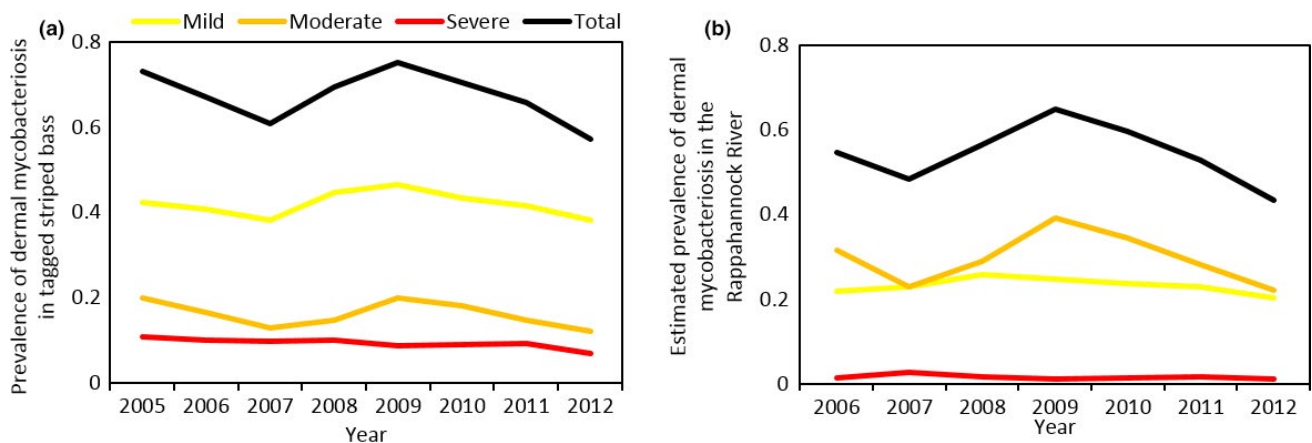 (a)
Mild Moderate Severe Total
Prevalence of dermal mycobacteriosis
in tagged striped bass
0.8
0.6
0.4
0.2
0
2005 2006 2007 2008 2009 2010 2011 2012
Year
(b)
Estimated prevalence of dermal
mycobacteriosis in the
Rappahannock River
0.8
0.6
0.4
0.2
0
2006 2007 2008 2009 2010 2011 2012
Year